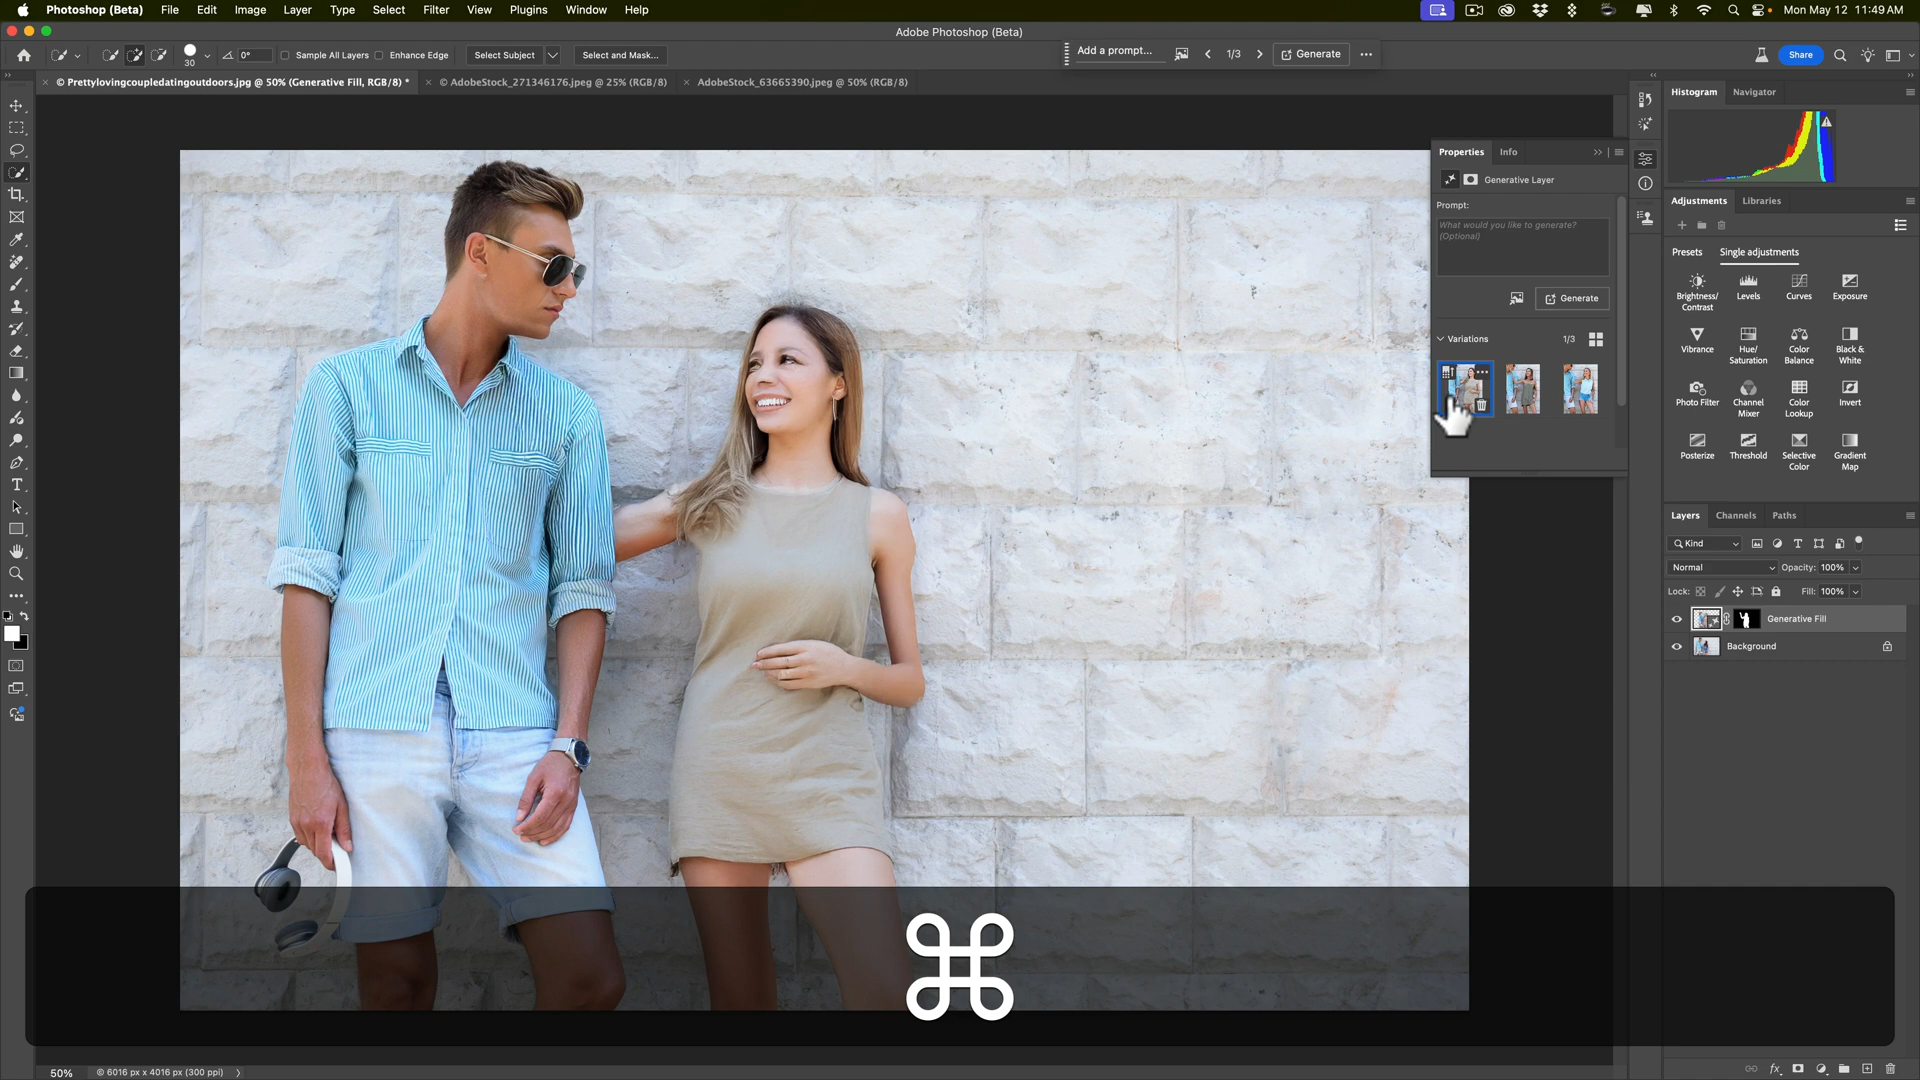 Photoshop (Beta) File Edit Image Layer Type Select Filter View Plugins Window Help Mon May 12 11:49 AM
Adobe Photoshop (Beta)
30 0° Sample All Layers Enhance Edge Select Subject Select and Mask... Add a prompt... 1/3 Generate Share
© Prettylovingcoupledatingoutdoors.jpg @ 50% (Generative Fill, RGB/8) * © AdobeStock_271346176.jpeg @ 25% (RGB/8) AdobeStock_63665390.jpeg @ 50% (RGB/8)
Histogram Navigator
Properties Info
Generative Layer
Prompt:
What would you like to generate?
(Optional)
Generate
Variations 1/3
Adjustments Libraries
Presets Single adjustments
Brightness/
Contrast
Levels
Curves
Exposure
Vibrance
Hue/
Saturation
Color
Balance
Black &
White
Photo Filter
Channel
Mixer
Color
Lookup
Invert
Posterize
Threshold
Selective
Color
Gradient
Map
Layers Channels Paths
Kind
Normal Opacity: 100%
Lock: Fill: 100%
Generative Fill
Background
50% © 6016 px x 4016 px (300 ppi)